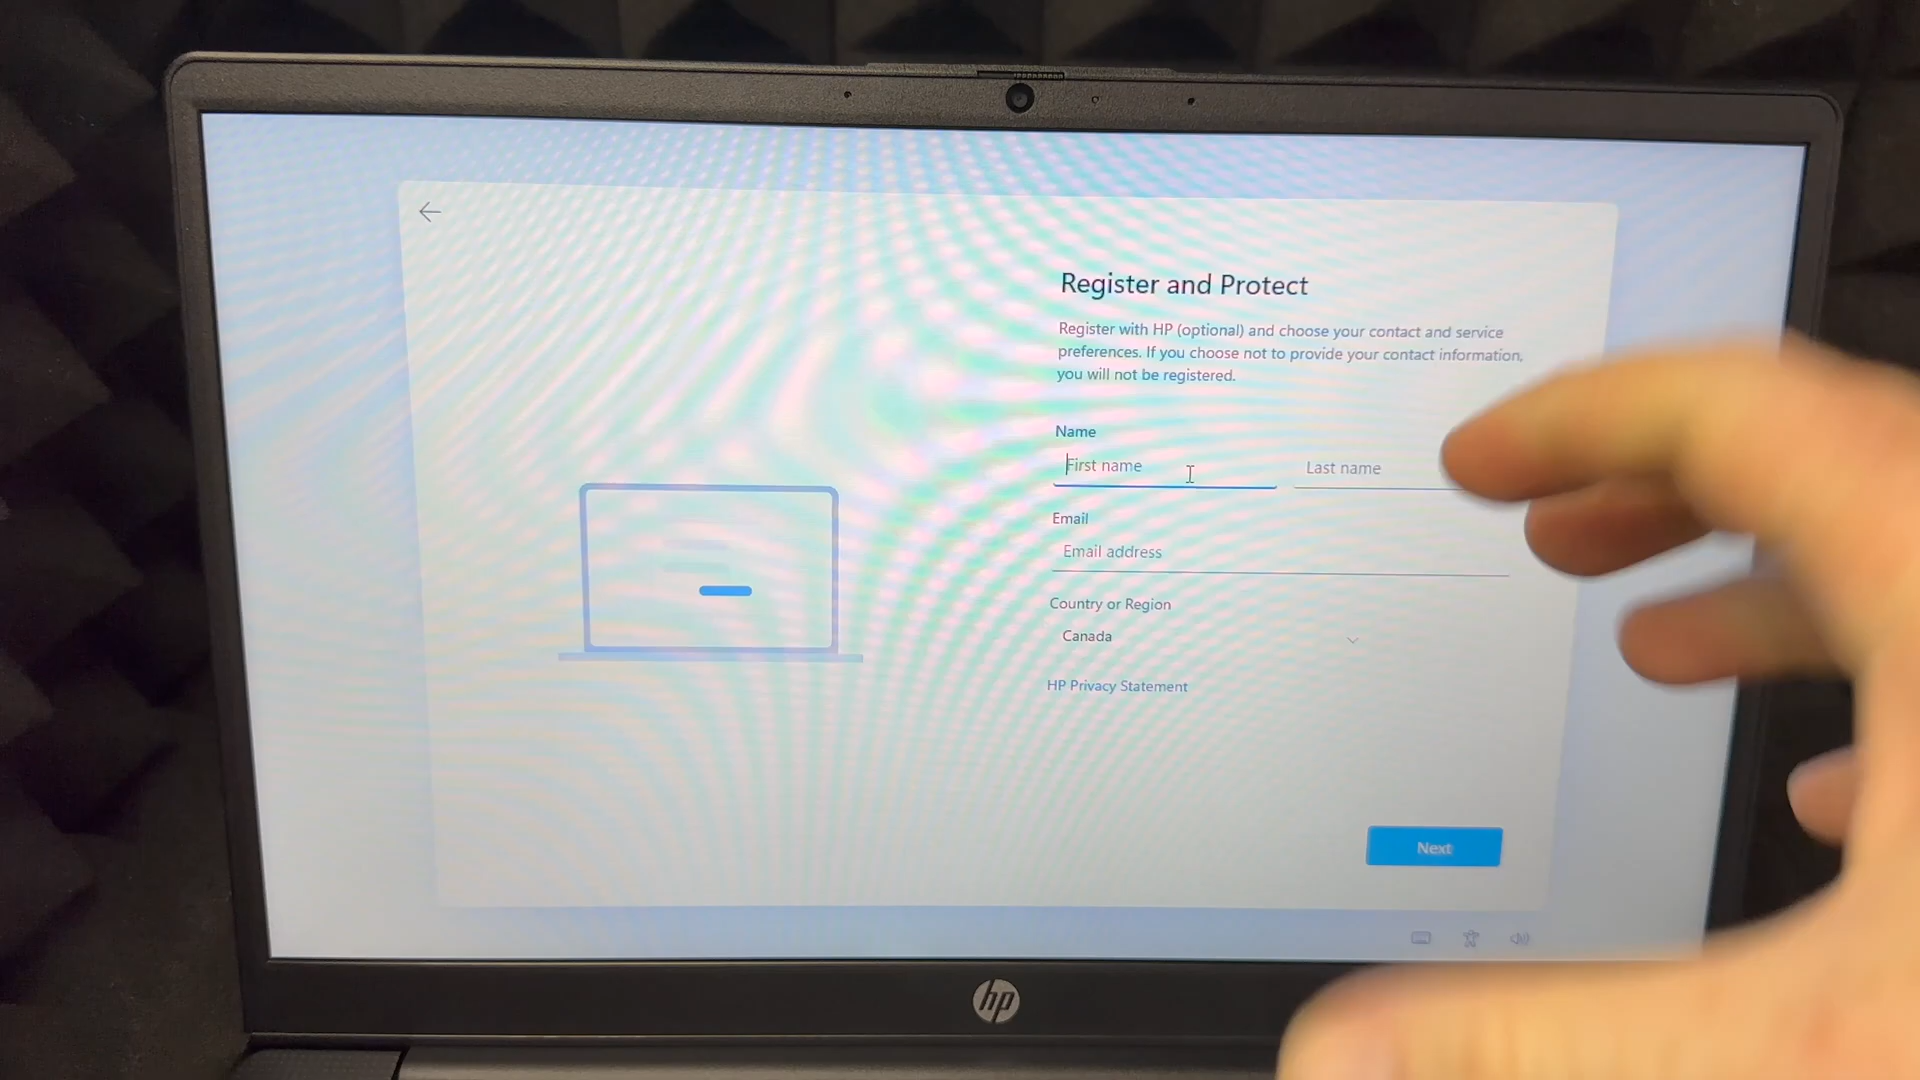 Register and Protect
Register with HP (optional) and choose your contact and service
preferences. If you choose not to provide your contact information,
you will not be registered.
Name
First name
Last name
Email
Email address
Country or Region
Canada
HP Privacy Statement
Next
hp